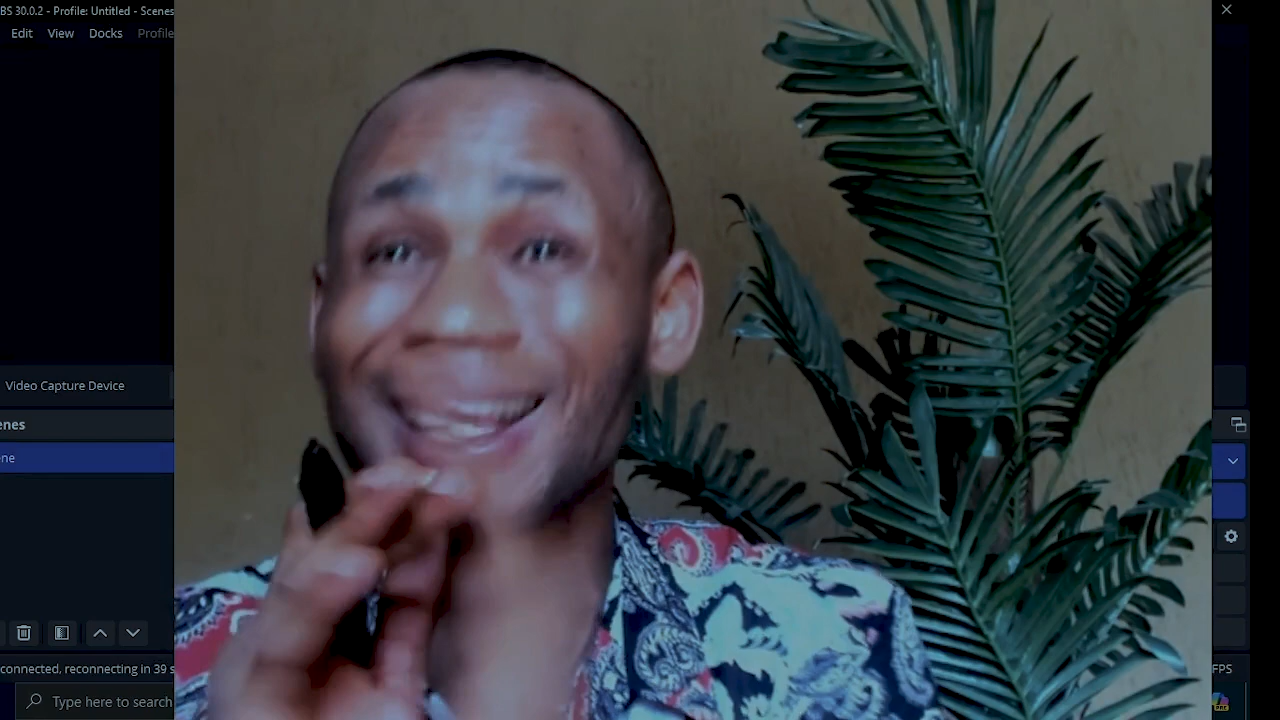 BS 30.0.2 - Profile: Untitled - Scenes
Edit View Docks Profile
Video Capture Device
enes
ne
connected, reconnecting in 39 s
FPS
Type here to search